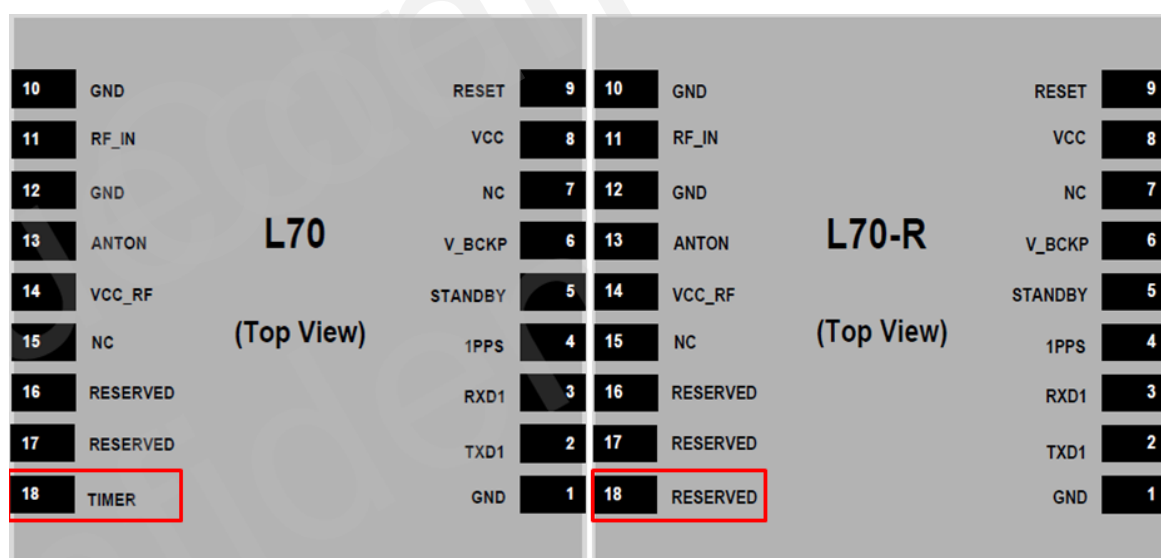 10 GND RESET 9 10 GND RESET 9
11 RF_IN VCC 8 11 RF_IN VCC 8
12 GND NC 7 12 GND NC 7
13 ANTON L70 V_BCKP 6 13 ANTON L70-R V_BCKP 6
14 VCC_RF STANDBY 5 14 VCC_RF STANDBY 5
15 NC (Top View) 1PPS 4 15 NC (Top View) 1PPS 4
16 RESERVED RXD1 3 16 RESERVED RXD1 3
17 RESERVED TXD1 2 17 RESERVED TXD1 2
18 TIMER GND 1 18 RESERVED GND 1